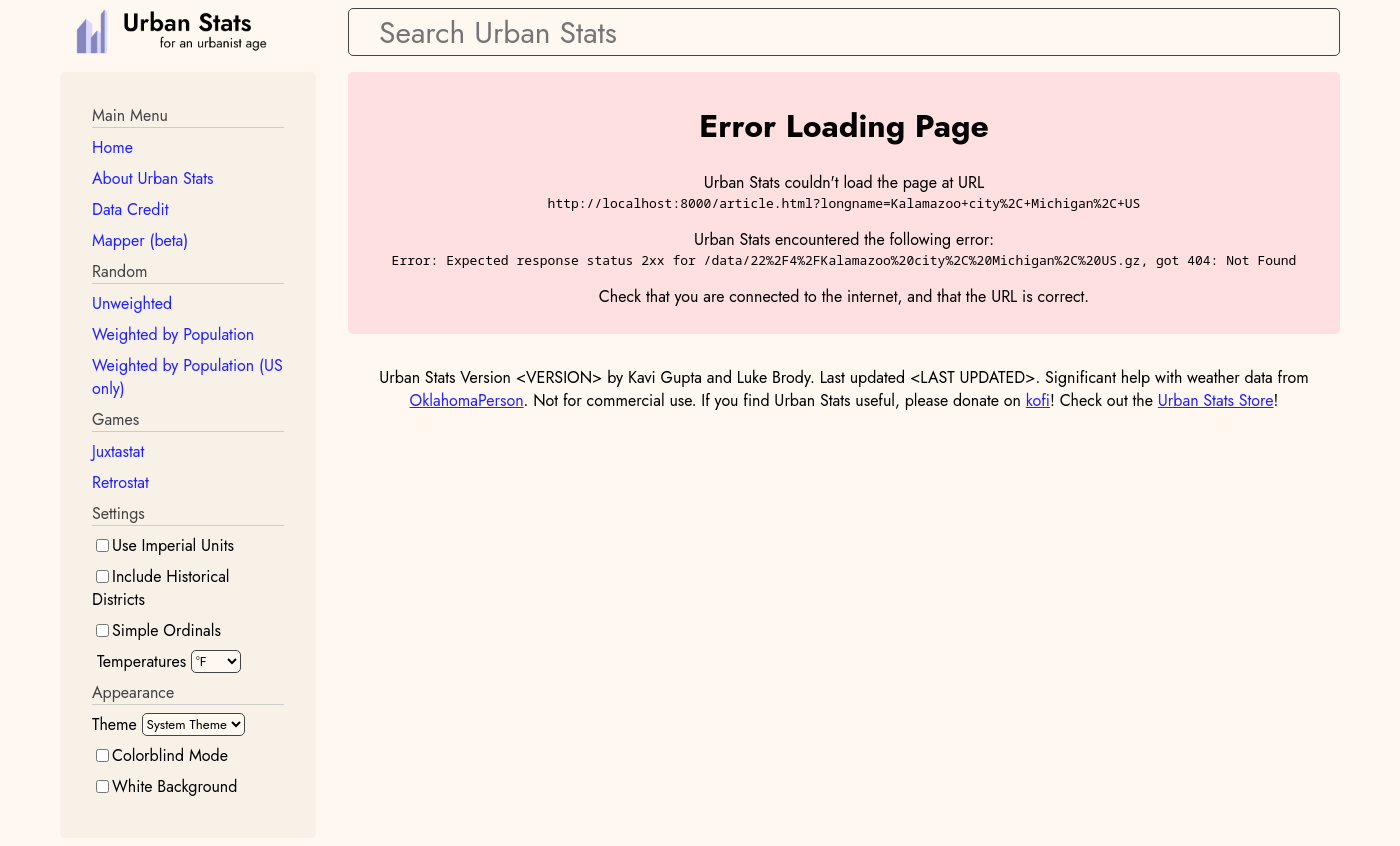 Urban Stats
for an urbanist age
Search Urban Stats
Main Menu
Home
About Urban Stats
Data Credit
Mapper (beta)
Random
Unweighted
Weighted by Population
Weighted by Population (US
only)
Games
Juxtastat
Retrostat
Settings
Use Imperial Units
Include Historical
Districts
Simple Ordinals
Temperatures °F
Appearance
Theme System Theme
Colorblind Mode
White Background
Error Loading Page
Urban Stats couldn't load the page at URL
http://localhost:8000/article.html?longname=Kalamazoo+city%2C+Michigan%2C+US
Urban Stats encountered the following error:
Error: Expected response status 2xx for /data/22%2F4%2FKalamazoo%20city%2C%20Michigan%2C%20US.gz, got 404: Not Found
Check that you are connected to the internet, and that the URL is correct.
Urban Stats Version <VERSION> by Kavi Gupta and Luke Brody. Last updated <LAST UPDATED>. Significant help with weather data from
OklahomaPerson. Not for commercial use. If you find Urban Stats useful, please donate on kofi! Check out the Urban Stats Store!